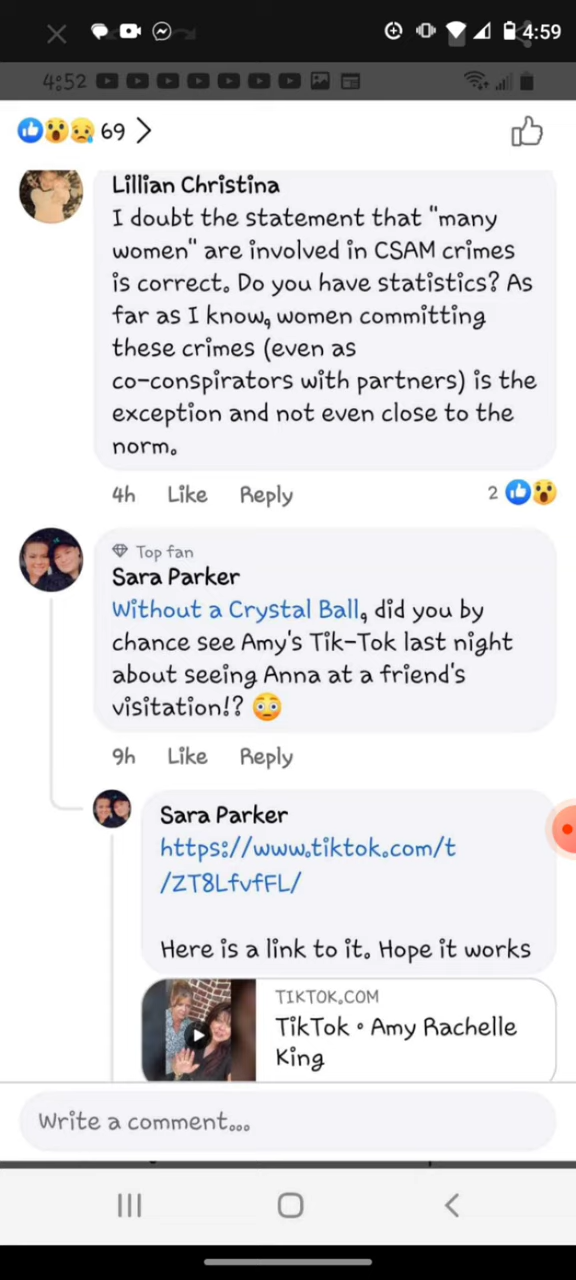 4:59
4:52
69
Lillian Christina
I doubt the statement that "many
women" are involved in CSAM crimes
is correct. Do you have statistics? As
far as I know, women committing
these crimes (even as
co-conspirators with partners) is the
exception and not even close to the
norm.
4h Like Reply 2
Top fan
Sara Parker
Without a Crystal Ball, did you by
chance see Amy's Tik-Tok last night
about seeing Anna at a friend's
visitation!?
9h Like Reply
Sara Parker
https://www.tiktok.com/t
/ZT8LfvfFL/
Here is a link to it. Hope it works
TIKTOK.COM
TikTok • Amy Rachelle
King
Write a comment...